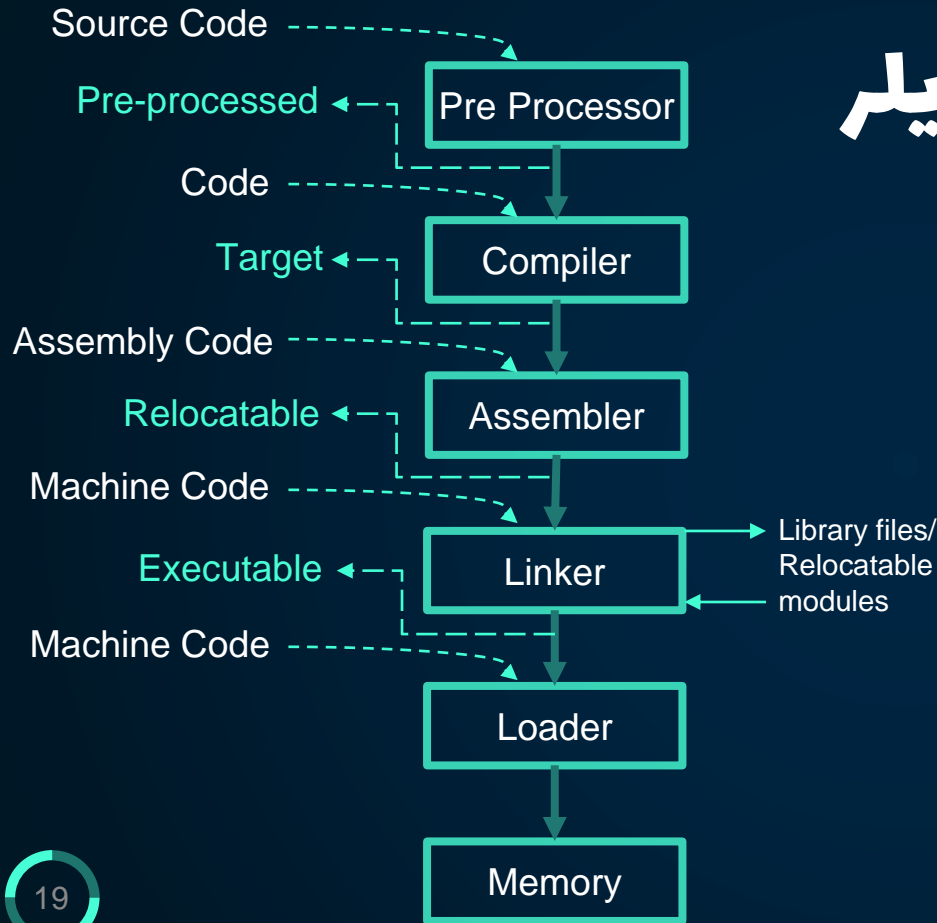 Source Code
Pre Processor
Pre-processed
Code
Compiler
Target
Assembly Code
Assembler
Relocatable
Machine Code
Linker
Library files/
Relocatable
modules
Executable
Machine Code
Loader
Memory
19